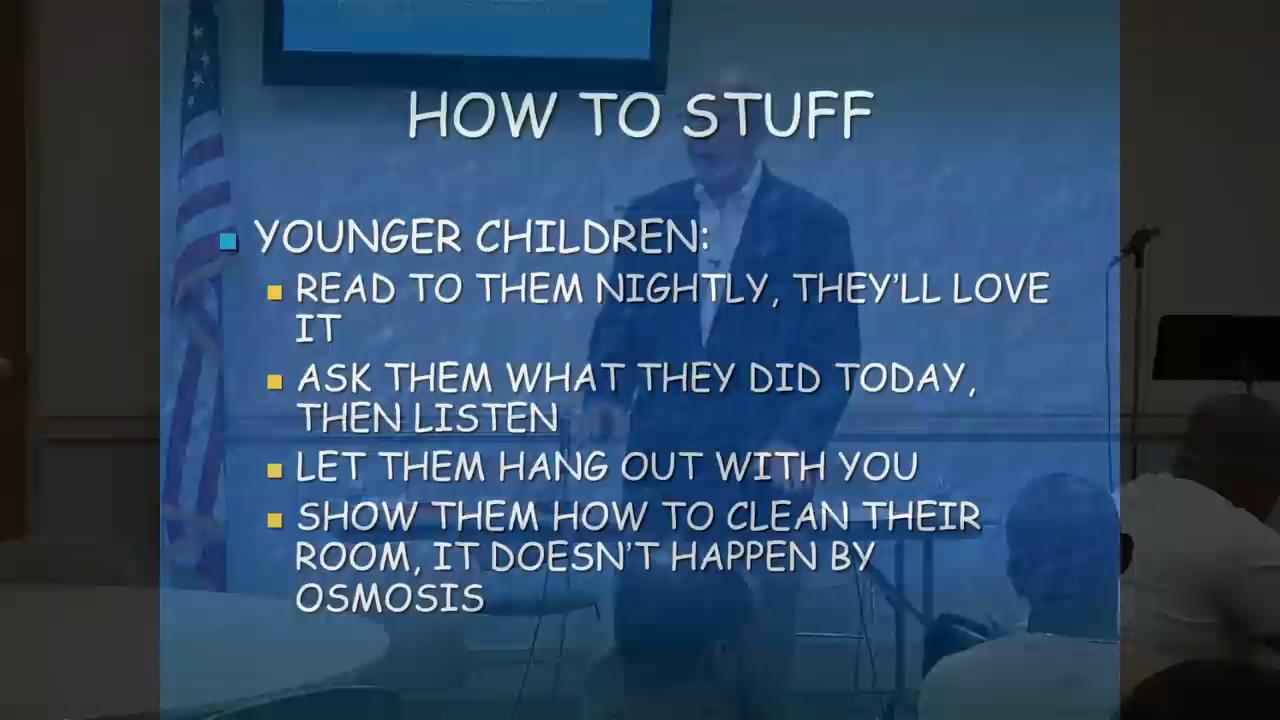 HOW TO STUFF
YOUNGER CHILDREN:
READ TO THEM NIGHTLY, THEY'LL LOVE
IT
ASK THEM WHAT THEY DID TODAY,
THEN LISTEN
LET THEM HANG OUT WITH YOU
SHOW THEM HOW TO CLEAN THEIR
ROOM, IT DOESN'T HAPPEN BY
OSMOSIS